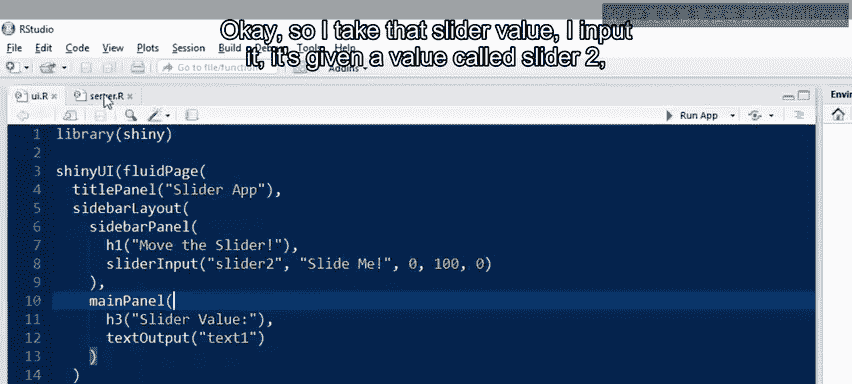 RStudio
Okay, so I take that slider value, I input
it, it's given a value called slider 2,
File Edit Code View Plots Session Build Debug
Go to file/function
Addins
ui.R server.R
Envir
Run App
1 library(shiny)
2
3 shinyUI(fluidPage(
4 titlePanel("Slider App"),
5 sidebarLayout(
6 sidebarPanel(
7 h1("Move the Slider!"),
8 sliderInput("slider2", "Slide Me!", 0, 100, 0)
9 ),
10 mainPanel(
11 h3("Slider Value:"),
12 textOutput("text1")
13 )
14 )